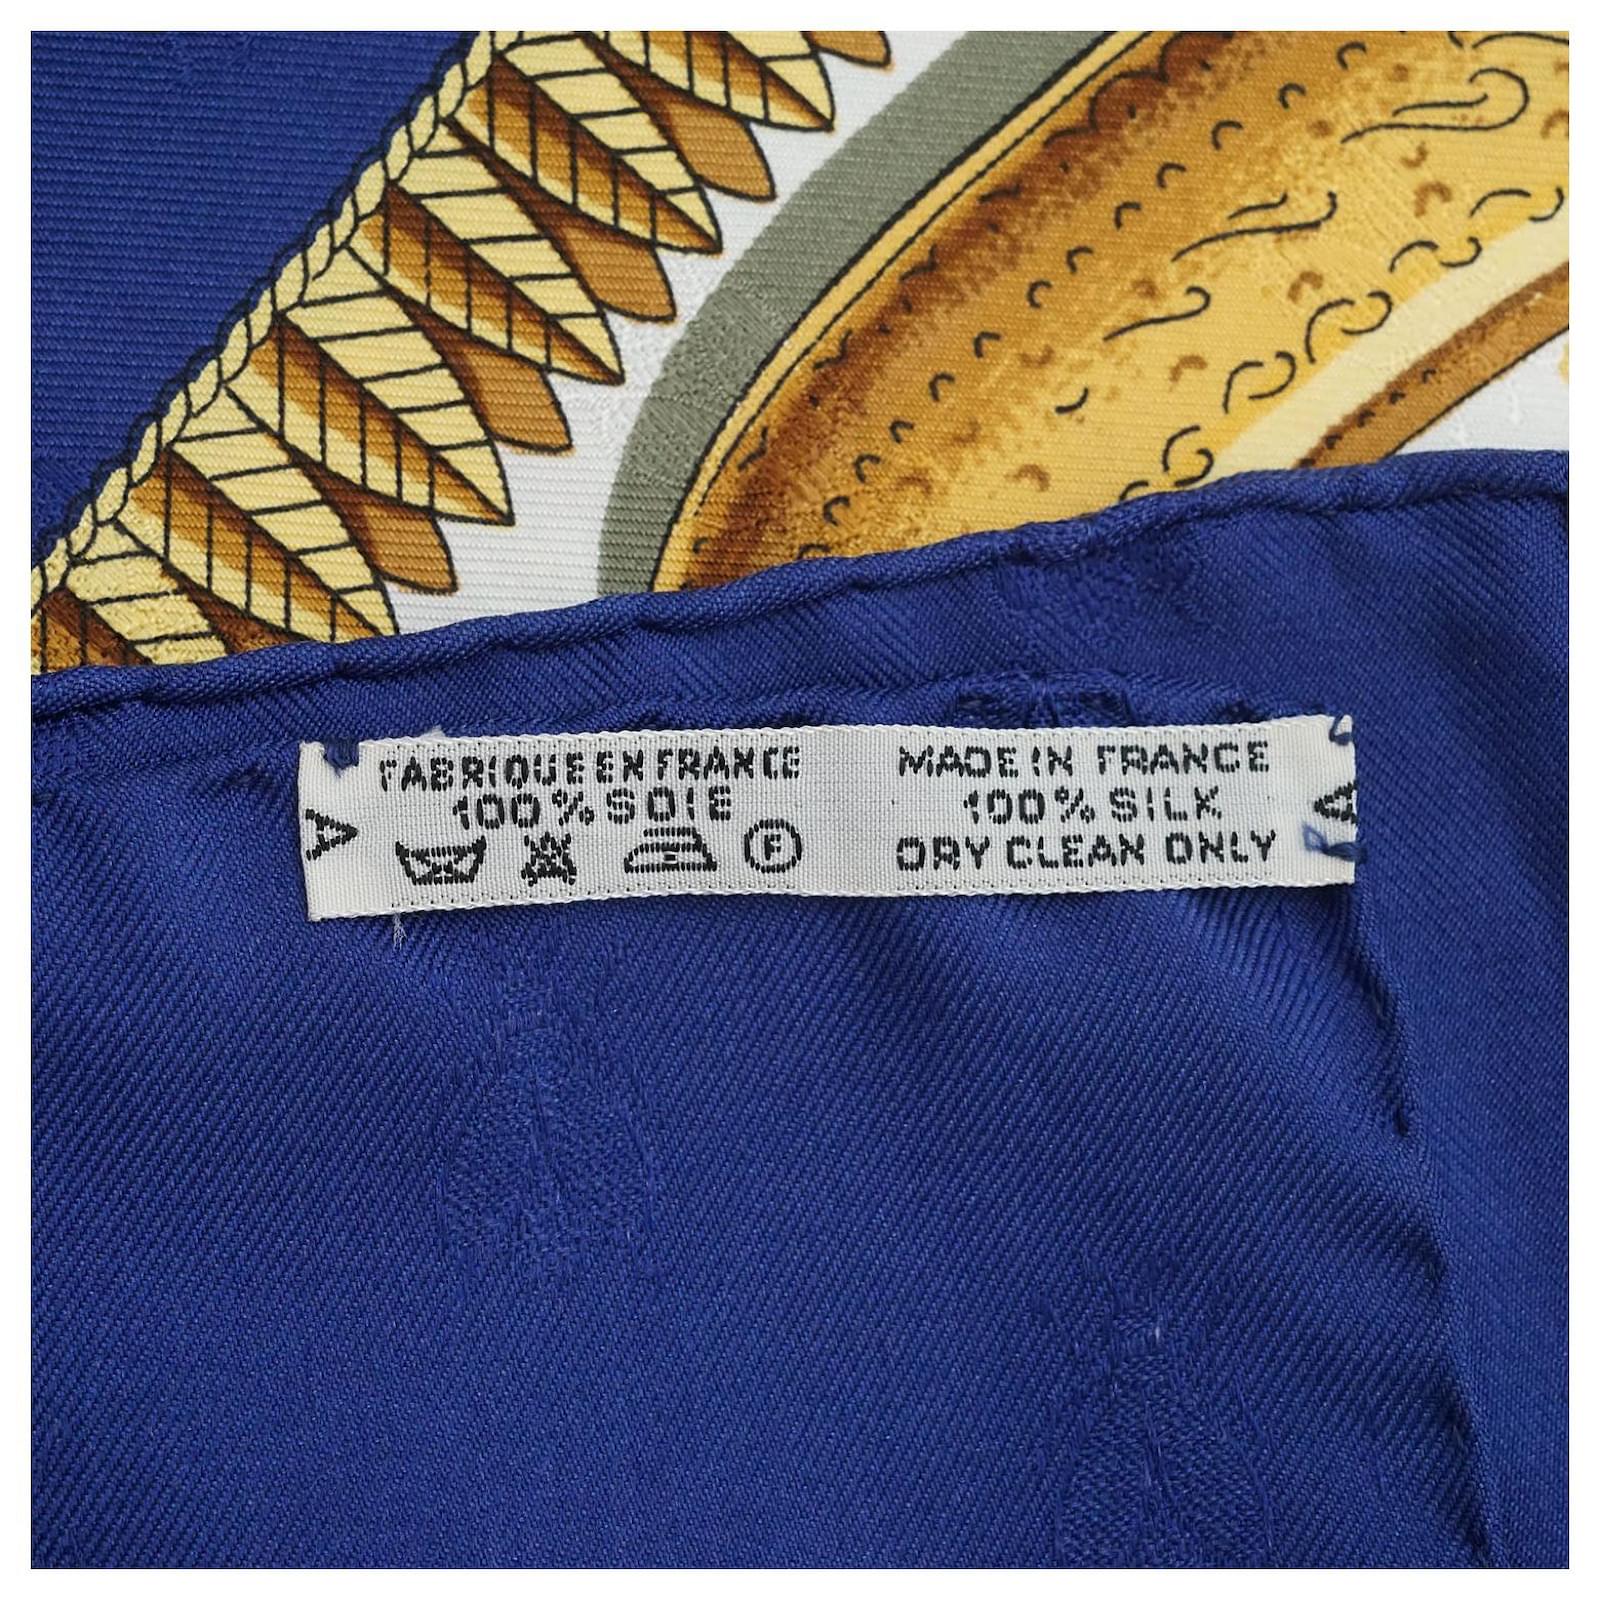 FABRIQUE EN FRANCE
100% SOIE
F
MADE IN FRANCE
100% SILK
DRY CLEAN ONLY
A
A